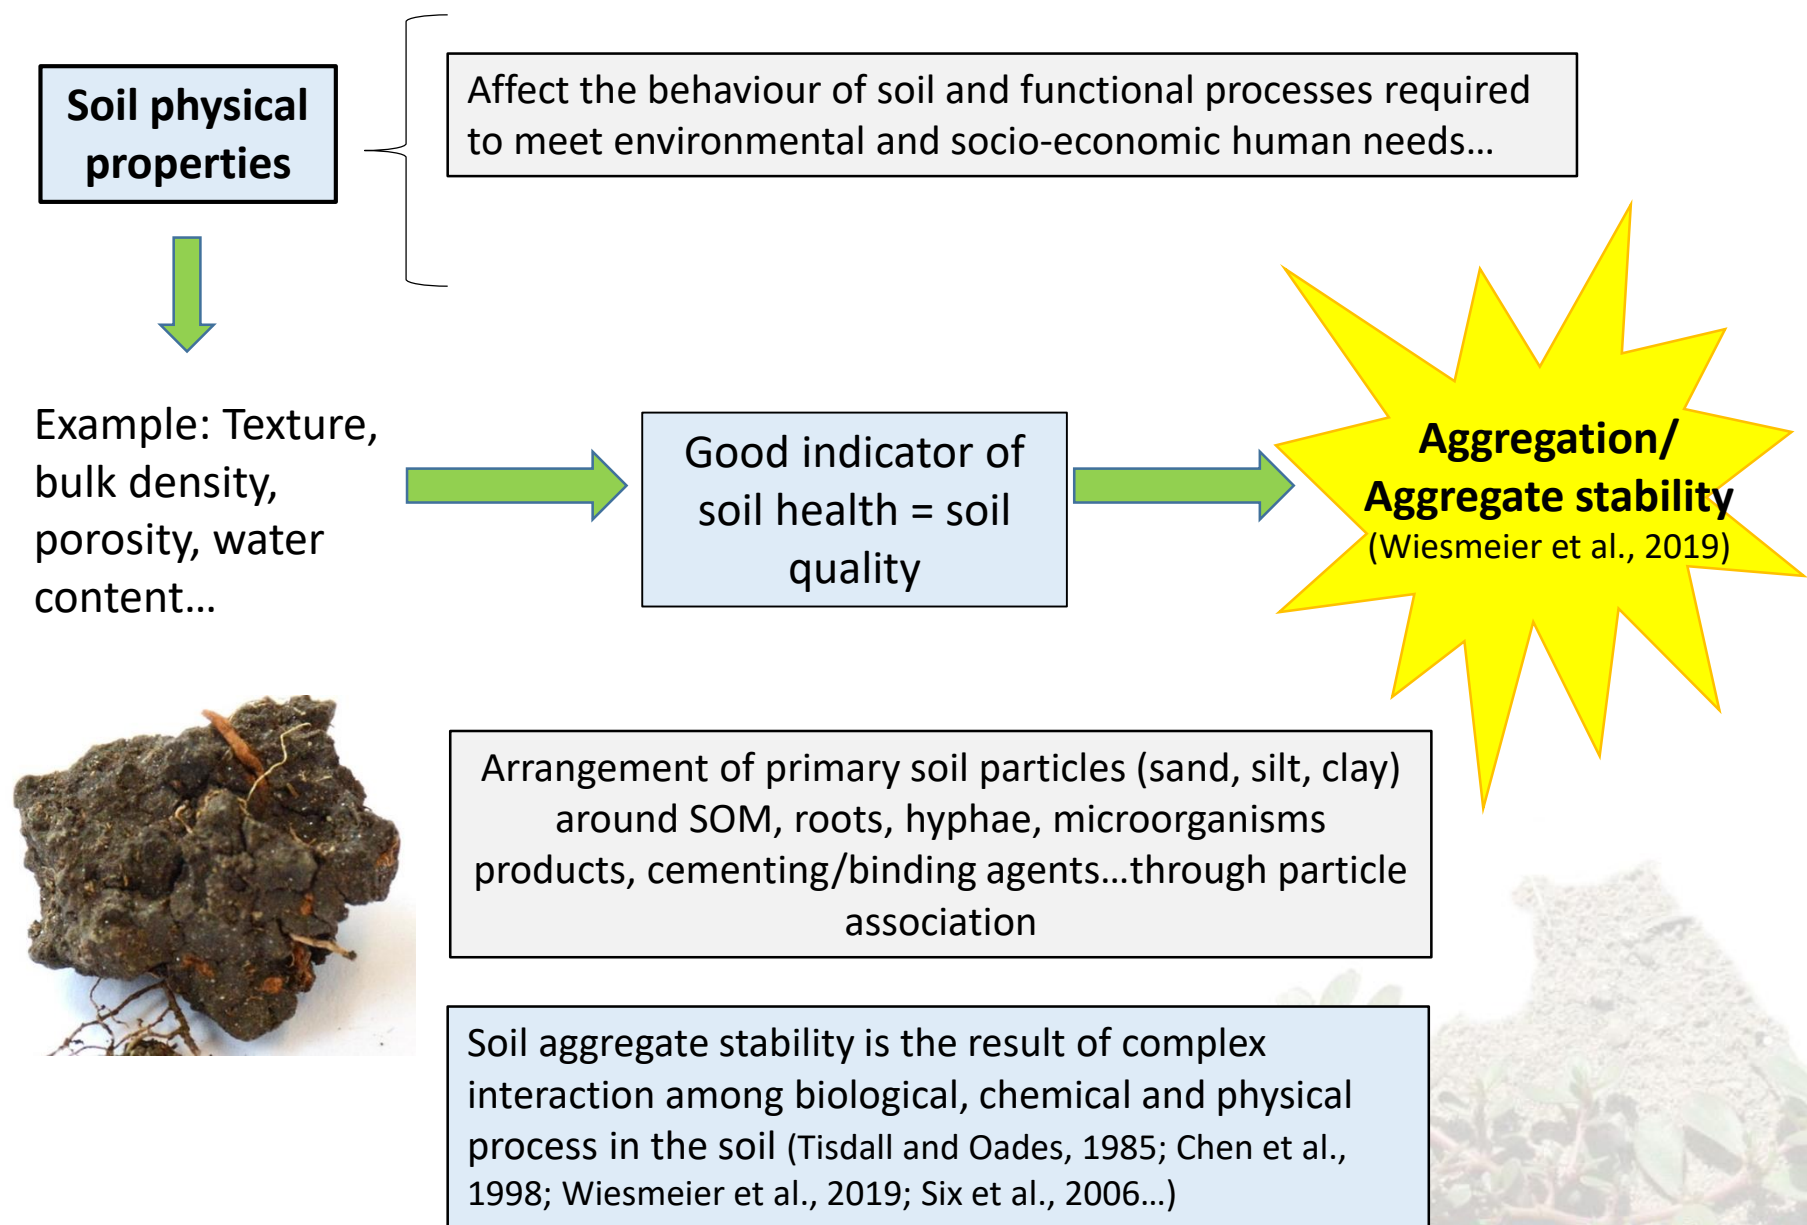 Soil physical
properties
Affect the behaviour of soil and functional processes required
to meet environmental and socio-economic human needs…
Example: Texture,
bulk density,
porosity, water
content…
Good indicator of
soil health = soil
quality
Aggregation/
Aggregate stability
(Wiesmeier et al., 2019)
Arrangement of primary soil particles (sand, silt, clay)
around SOM, roots, hyphae, microorganisms
products, cementing/binding agents…through particle
association
Soil aggregate stability is the result of complex
interaction among biological, chemical and physical
process in the soil (Tisdall and Oades, 1985; Chen et al.,
1998; Wiesmeier et al., 2019; Six et al., 2006…)